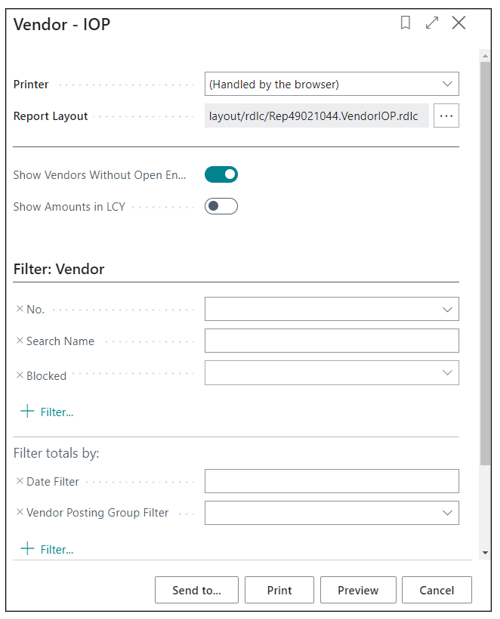 Vendor - IOP
Printer (Handled by the browser)
Report Layout layout/rdlc/Rep49021044.VendorIOP.rdlc ...
Show Vendors Without Open En...
Show Amounts in LCY
Filter: Vendor
× No.
× Search Name
× Blocked
+ Filter...
Filter totals by:
× Date Filter
× Vendor Posting Group Filter
+ Filter...
Send to... Print Preview Cancel